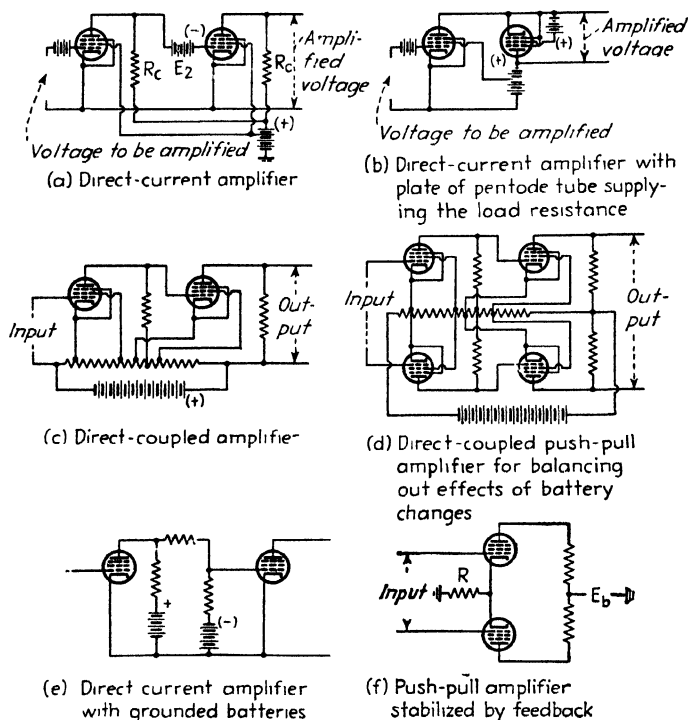 (-)
E2
Rc
Rc
Ampli-
fied
voltage
(+)
Voltage to be amplified
(a) Direct-current amplifier
(+)
(+)
Amplified
voltage
Voltage to be amplified
(b) Direct-current amplifier with
plate of pentode tube supply-
ing the load resistance
Input
Out-
put
(+)
(c) Direct-coupled amplifier
Input
Out-
put
(d) Direct-coupled push-pull
amplifier for balancing
out effects of battery
changes
+
(-)
(e) Direct current amplifier
with grounded batteries
Input
R
Eb
(f) Push-pull amplifier
stabilized by feedback